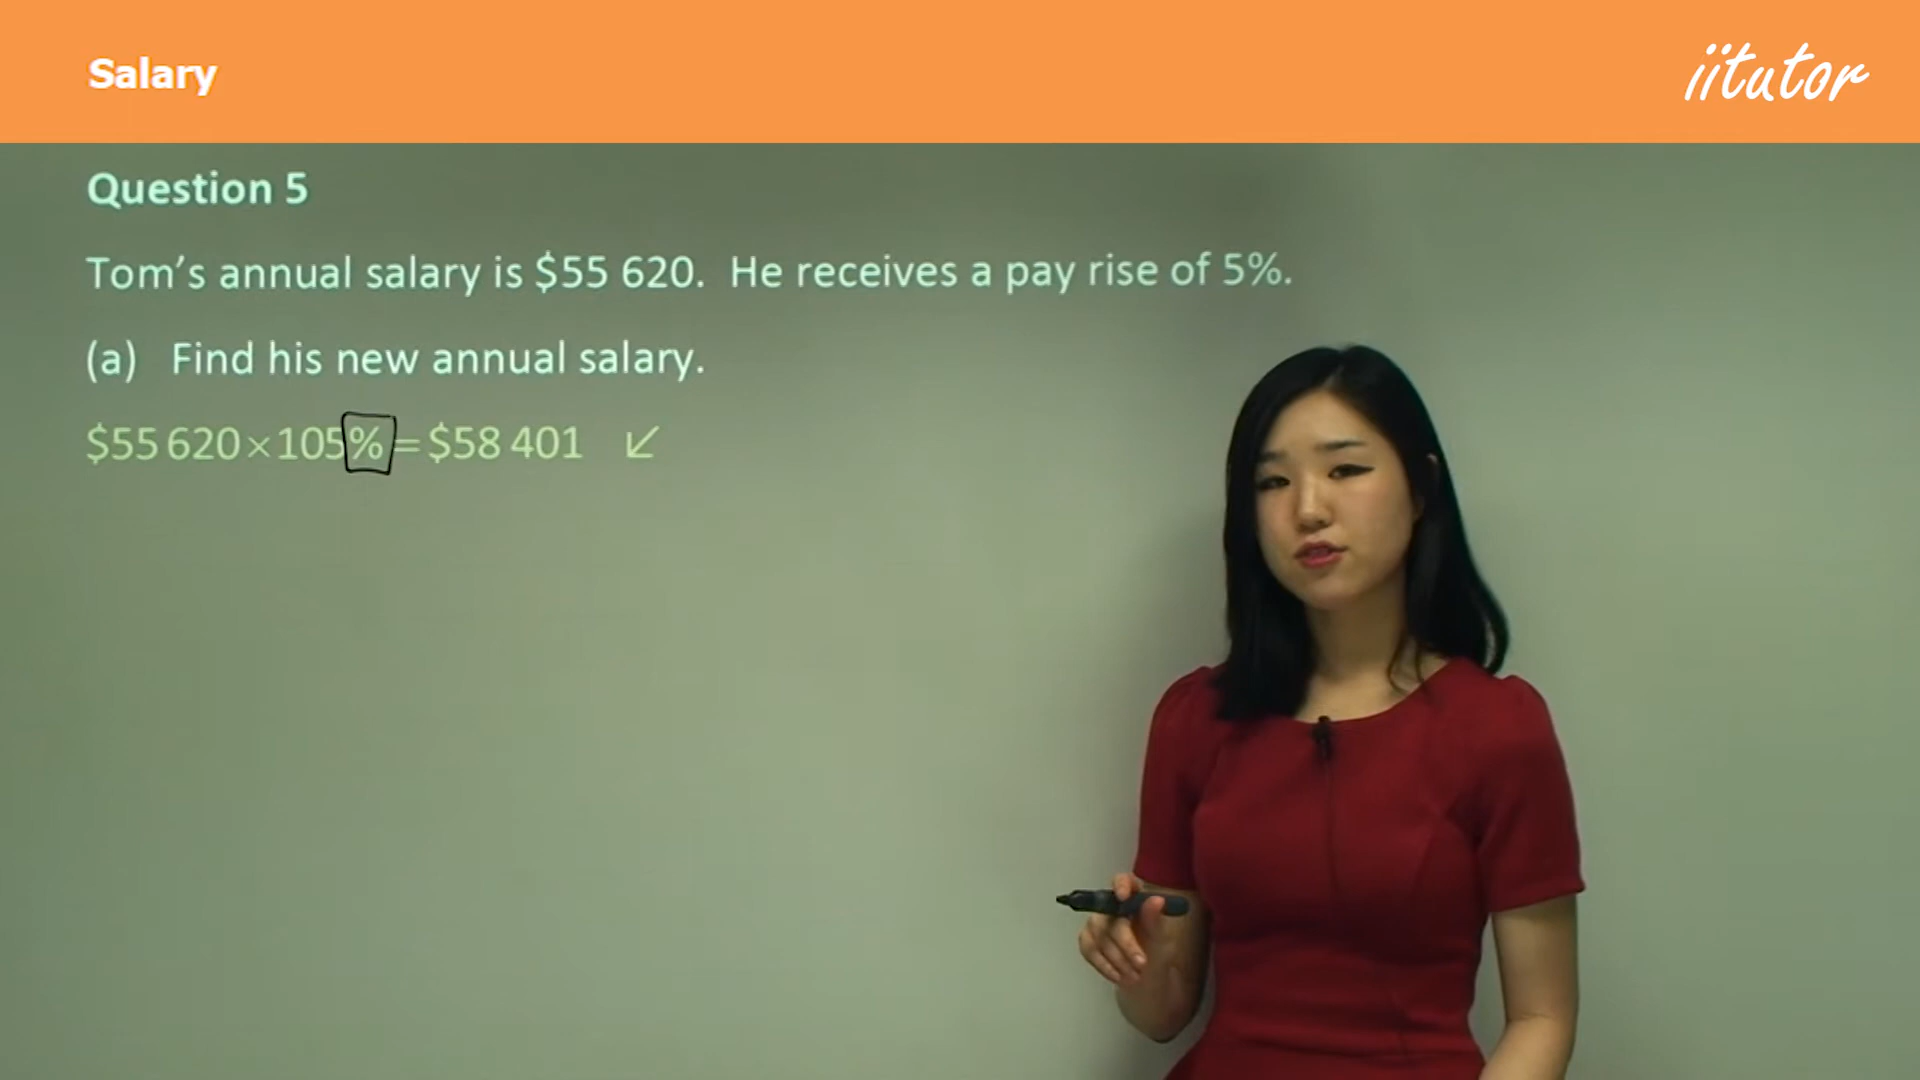 Salary
iitutor
Question 5
Tom’s annual salary is $55 620.  He receives a pay rise of 5%.
(a)   Find his new annual salary.
$55 620 × 105% = $58 401 ↙